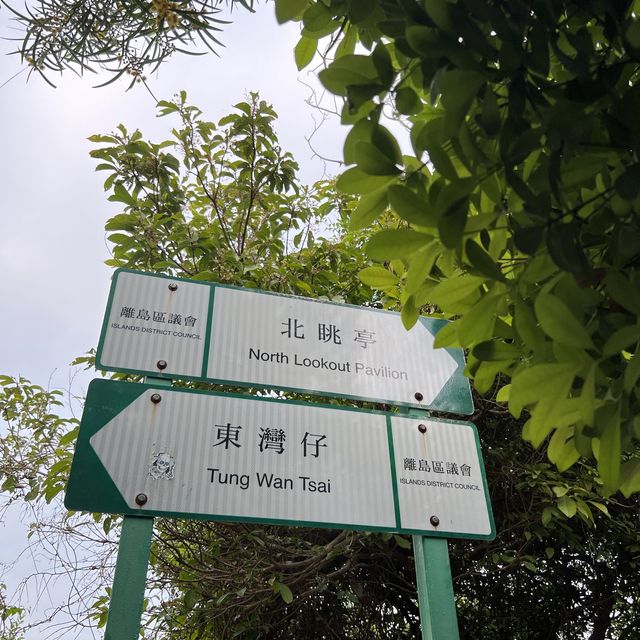 離島區議會
ISLANDS DISTRICT COUNCIL
北眺亭
North Lookout Pavilion
東灣仔
Tung Wan Tsai
離島區議會
ISLANDS DISTRICT COUNCIL